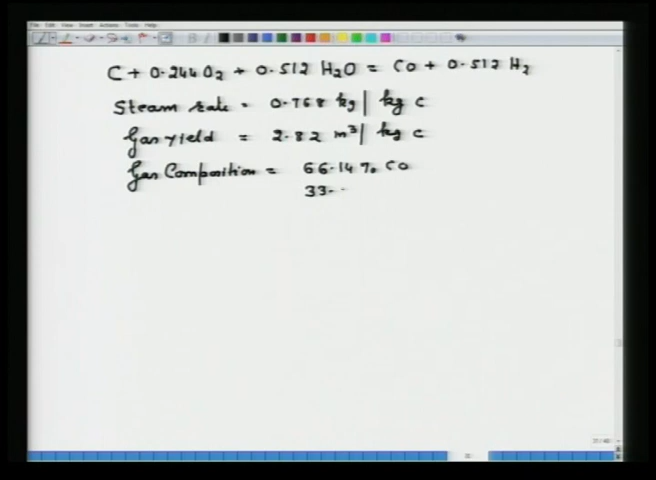 C + 0.244 O2 + 0.512 H2O = CO + 0.512 H2
Steam rate = 0.768 kg | kg C
Gas yield = 2.82 m³ | kg C
Gas Composition = 66.14 % CO
33.